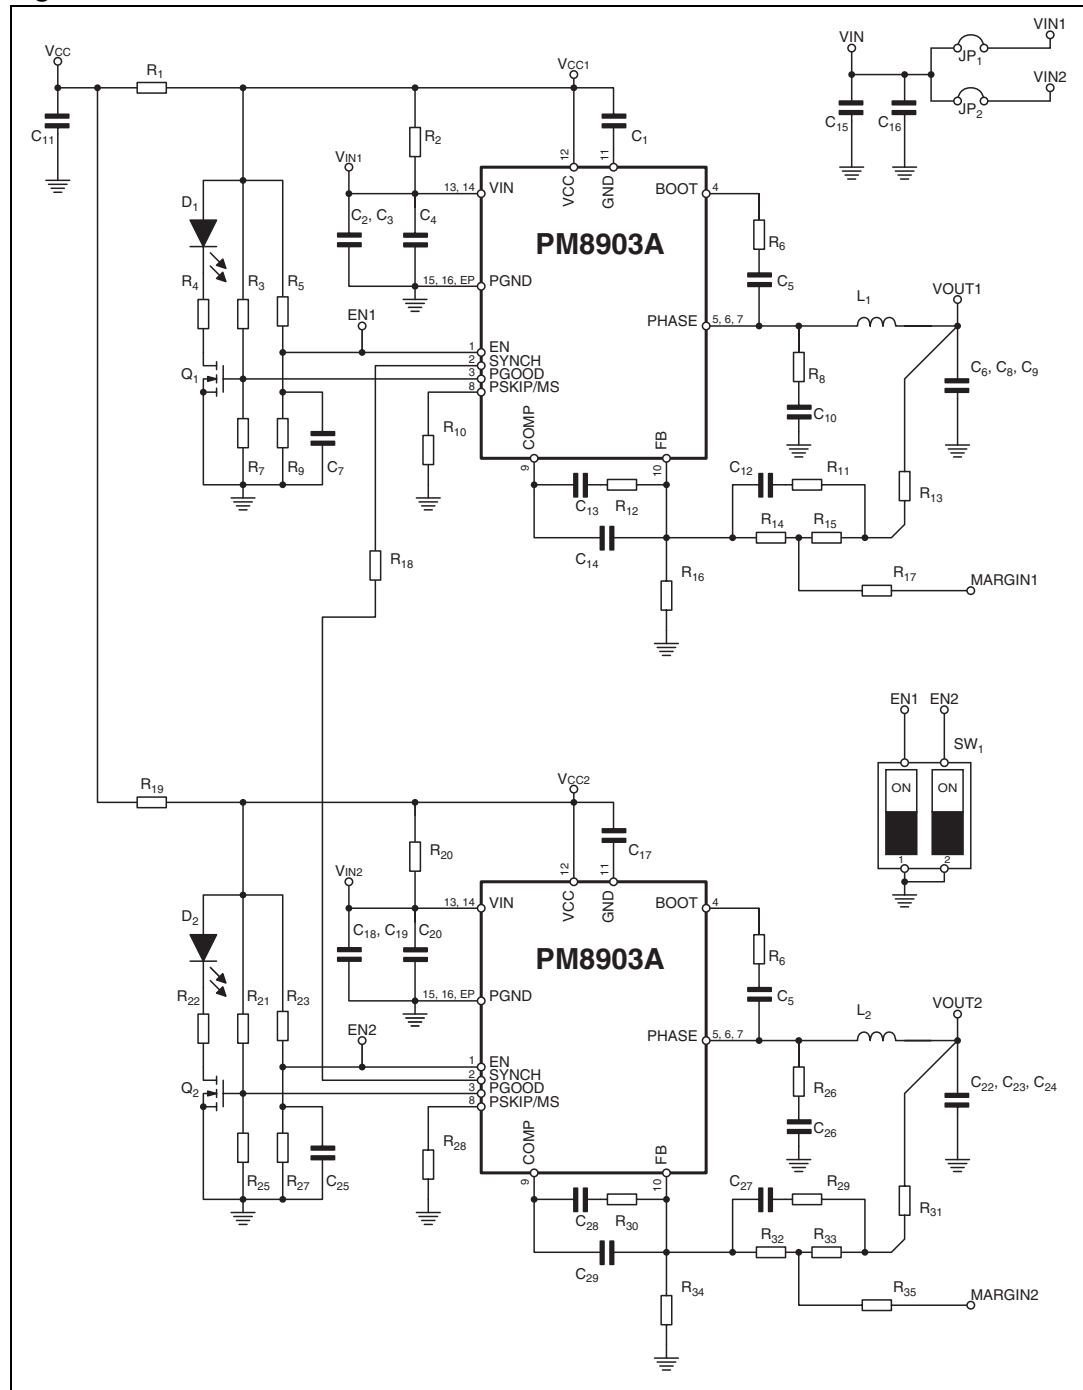 VCC
R1
C11
VCC1
C1
R2
VIN1
C2, C3
C4
D1
R4
R3
R5
Q1
R7
R9
C7
EN1
R10
13, 14
VIN
12
VCC
11
GND
BOOT
4
PM8903A
15, 16, EP
PGND
PHASE
5, 6, 7
1
EN
2
SYNCH
3
PGOOD
8
PSKIP/MS
COMP
9
FB
10
R6
C5
L1
VOUT1
R8
C10
C6, C8, C9
C13
R12
C14
C12
R11
R14
R15
R13
R16
R17
MARGIN1
R18
VIN
VIN1
JP1
VIN2
JP2
C15
C16
EN1
EN2
SW1
ON
ON
1
2
R19
VCC2
C17
R20
VIN2
C18, C19
C20
D2
R22
R21
R23
Q2
R25
R27
C25
EN2
R28
13, 14
VIN
12
VCC
11
GND
BOOT
4
PM8903A
15, 16, EP
PGND
PHASE
5, 6, 7
1
EN
2
SYNCH
3
PGOOD
8
PSKIP/MS
COMP
9
FB
10
R6
C5
L2
VOUT2
R26
C26
C22, C23, C24
C28
R30
C29
C27
R29
R32
R33
R31
R34
R35
MARGIN2